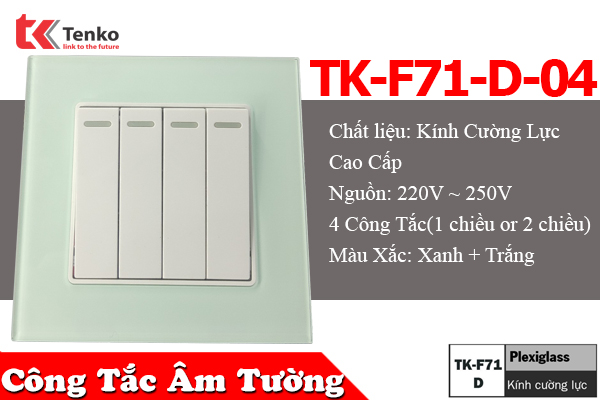 Tenko
link to the future
TK-F71-D-04
Chất liệu: Kính Cường Lực
Cao Cấp
Nguồn: 220V ~ 250V
4 Công Tắc(1 chiều or 2 chiều)
Màu Xắc: Xanh + Trắng
Công Tắc Âm Tường
TK-F71
D
Plexiglass
Kính cường lực